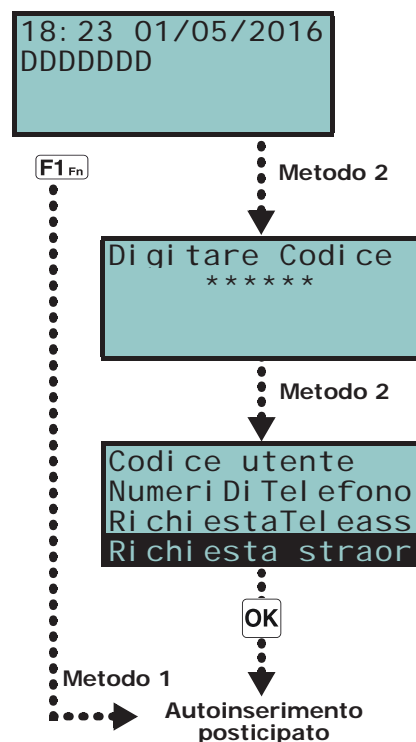 18:23 01/05/2016
DDDDDDD
F1 Fn
Metodo 2
Digitare Codice
******
Metodo 2
Codice utente
NumeriDiTelefono
RichiestaTeleass
Richiesta straor
OK
Metodo 1
Autoinserimento
posticipato